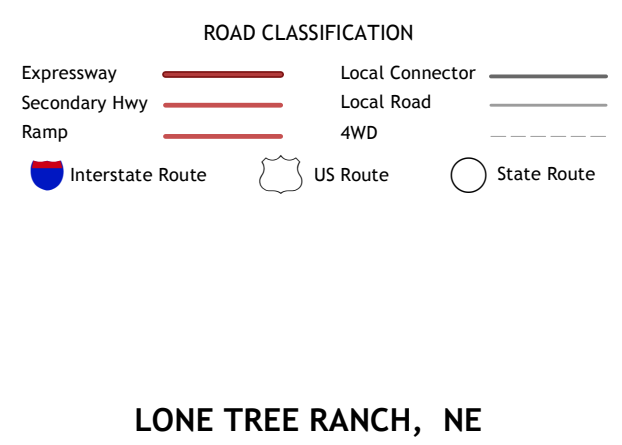 ROAD CLASSIFICATION
Expressway
Local Connector
Secondary Hwy
Local Road
Ramp
4WD
Interstate Route
US Route
State Route
LONE TREE RANCH, NE